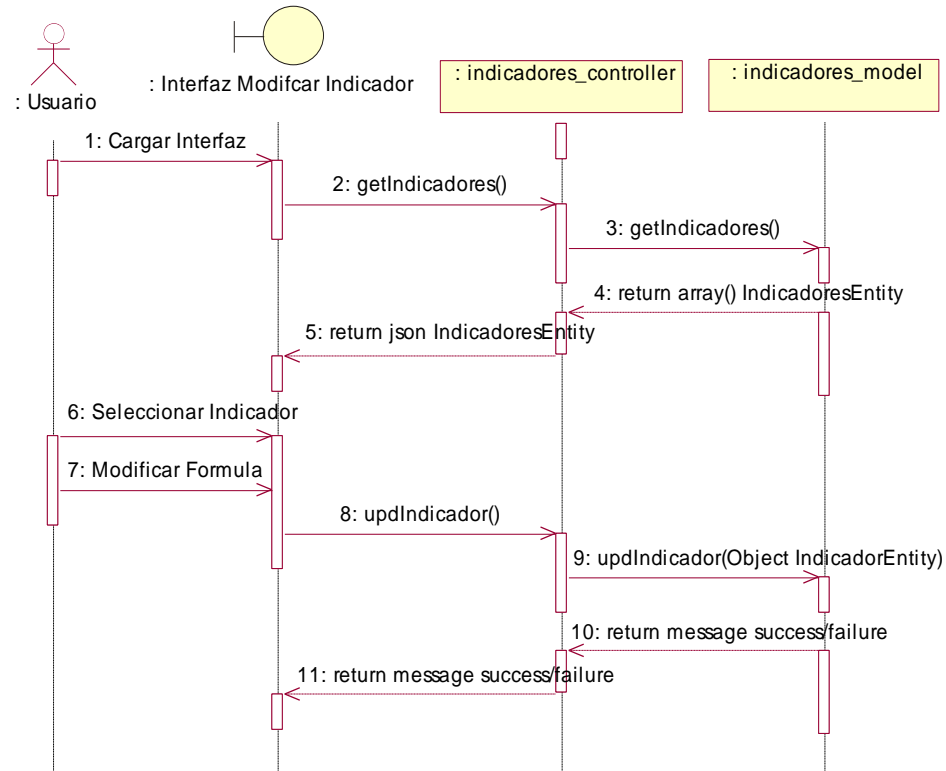 : Usuario
: Interfaz Modifcar Indicador
: indicadores_controller
: indicadores_model
1: Cargar Interfaz
2: getIndicadores()
3: getIndicadores()
4: return array() IndicadoresEntity
5: return json IndicadoresEntity
6: Seleccionar Indicador
7: Modificar Formula
8: updIndicador()
9: updIndicador(Object IndicadorEntity)
10: return message success/failure
11: return message success/failure